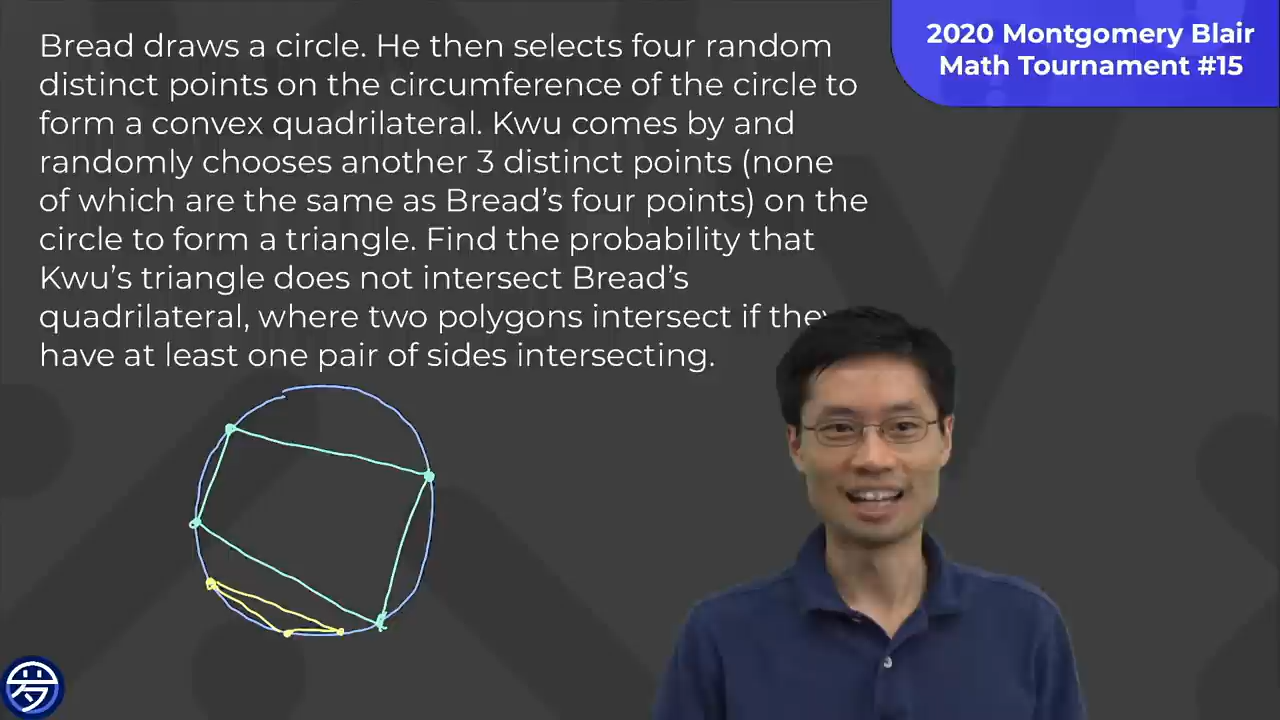 Bread draws a circle. He then selects four random
distinct points on the circumference of the circle to
form a convex quadrilateral. Kwu comes by and
randomly chooses another 3 distinct points (none
of which are the same as Bread's four points) on the
circle to form a triangle. Find the probability that
Kwu's triangle does not intersect Bread's
quadrilateral, where two polygons intersect if they
have at least one pair of sides intersecting.
2020 Montgomery Blair
Math Tournament #15